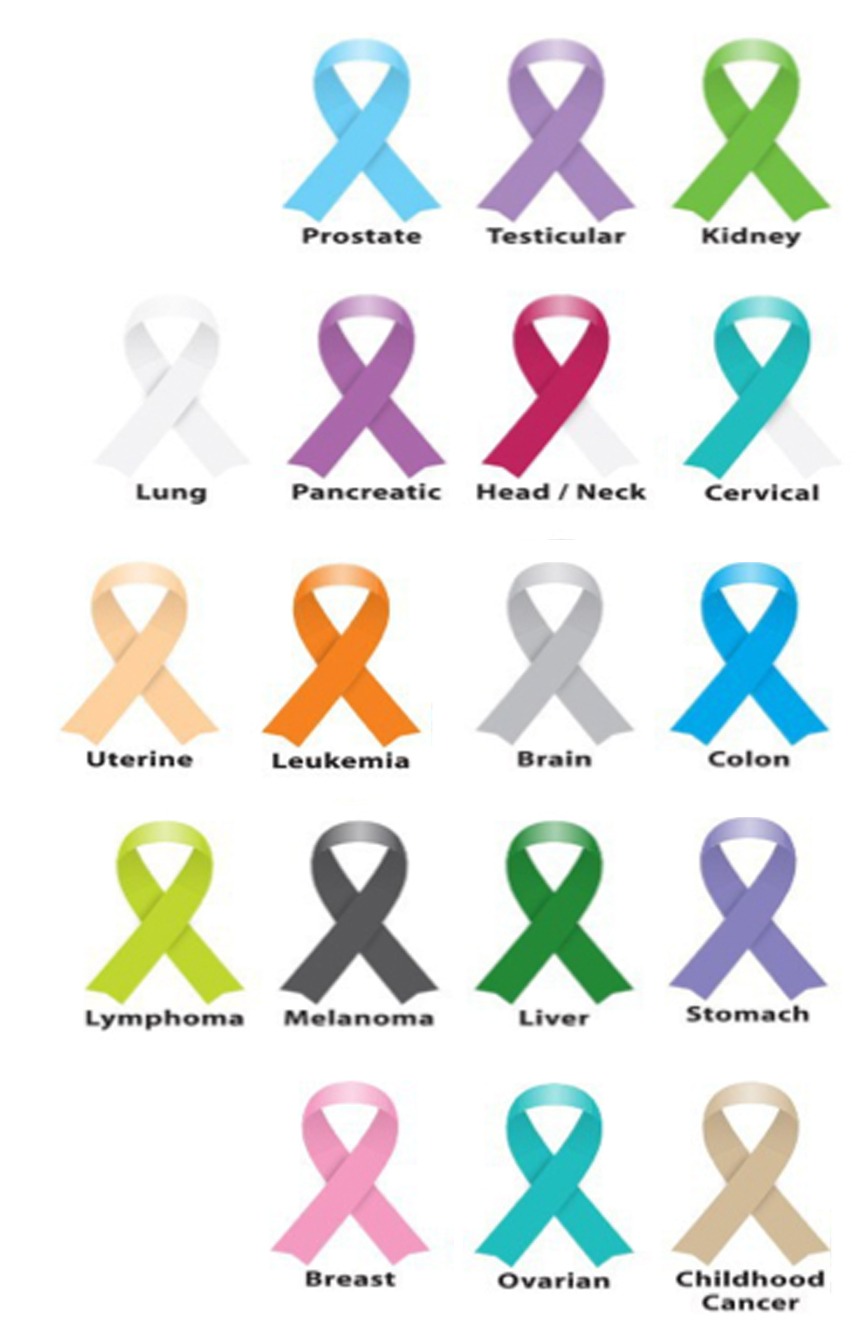 Prostate Testicular Kidney
Lung Pancreatic Head / Neck Cervical
Uterine Leukemia Brain Colon
Lymphoma Melanoma Liver Stomach
Breast Ovarian Childhood
Cancer